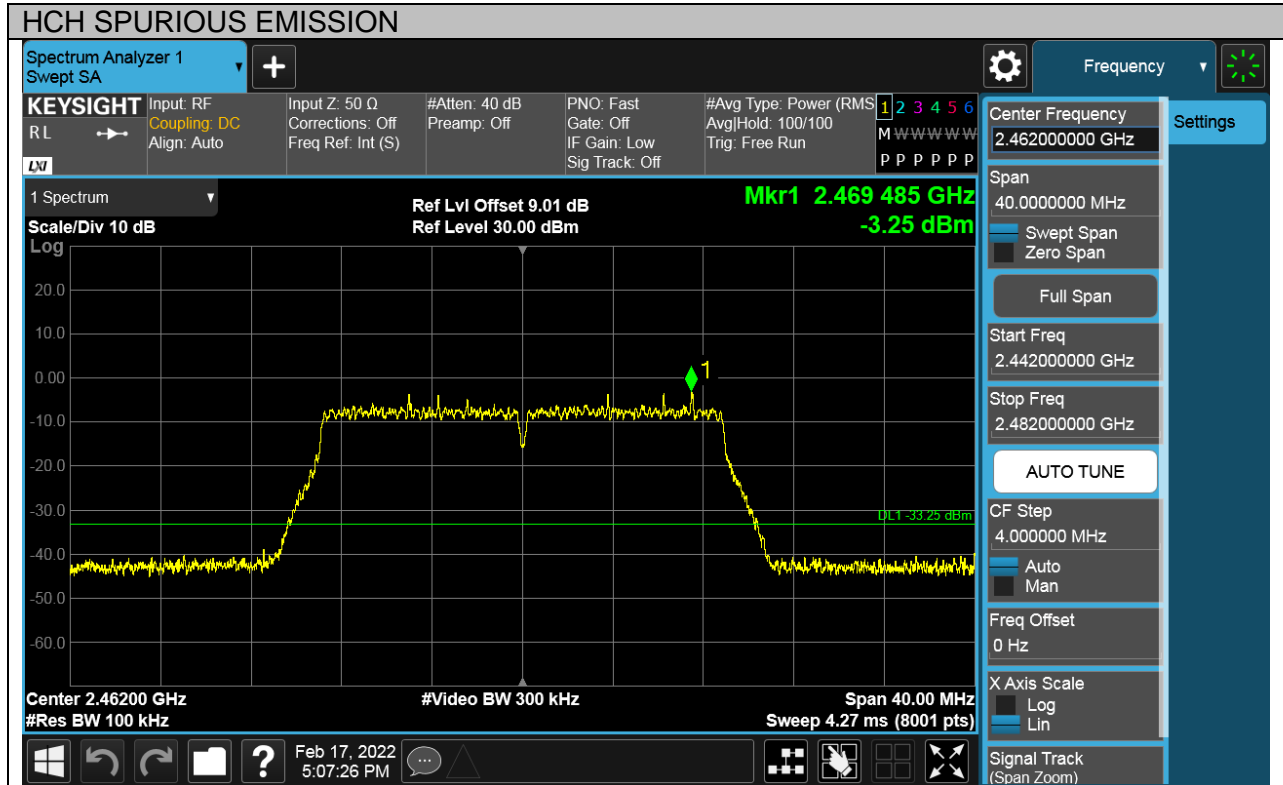 HCH SPURIOUS EMISSION
Spectrum Analyzer 1
Swept SA
Frequency
KEYSIGHT
RL
LXI
Input: RF
Coupling: DC
Align: Auto
Input Z: 50 Ω
Corrections: Off
Freq Ref: Int (S)
#Atten: 40 dB
Preamp: Off
PNO: Fast
Gate: Off
IF Gain: Low
Sig Track: Off
#Avg Type: Power (RMS
Avg|Hold: 100/100
Trig: Free Run
1 2 3 4 5 6
M W W W W W
P P P P P P
1 Spectrum
Scale/Div 10 dB
Ref Lvl Offset 9.01 dB
Ref Level 30.00 dBm
Mkr1 2.469 485 GHz
-3.25 dBm
Log
20.0
10.0
0.00
-10.0
-20.0
-30.0
-40.0
-50.0
-60.0
1
DL1 -33.25 dBm
Center 2.46200 GHz
#Res BW 100 kHz
#Video BW 300 kHz
Span 40.00 MHz
Sweep 4.27 ms (8001 pts)
Feb 17, 2022
5:07:26 PM
Center Frequency
2.462000000 GHz
Settings
Span
40.0000000 MHz
Swept Span
Zero Span
Full Span
Start Freq
2.442000000 GHz
Stop Freq
2.482000000 GHz
AUTO TUNE
CF Step
4.000000 MHz
Auto
Man
Freq Offset
0 Hz
X Axis Scale
Log
Lin
Signal Track
(Span Zoom)